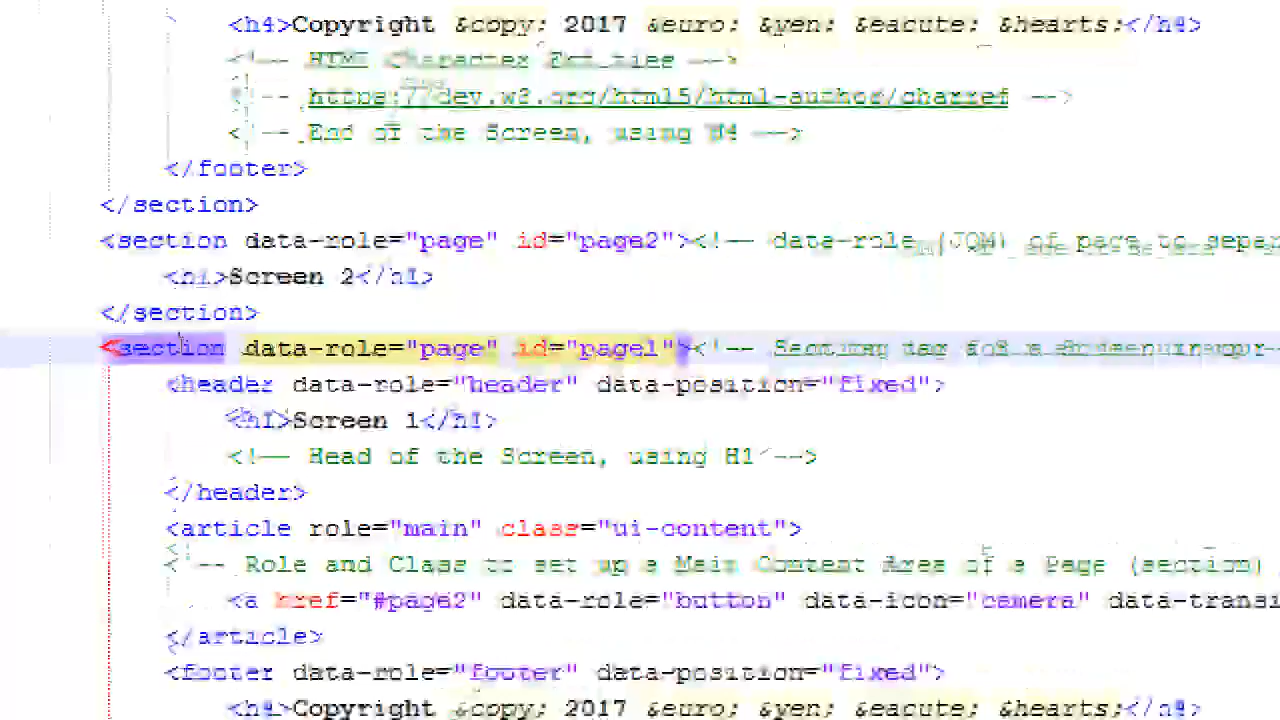 <h4>Copyright &copy; 2017 &euro; &yen; &eacute; &hearts;</h4>
<!-- HTML Character Entities -->
<!-- https://dev.w3.org/html5/html-author/charref -->
<!-- End of the Screen, using H4 -->
</footer>
</section>
<section data-role="page" id="page2"><!-- data-role (JQM) of page to separ
<h1>Screen 2</h1>
</section>
<section data-role="page" id="page1"><!-- tag
<header data-role="header" data-position="fixed">
<h1>Screen 1</h1>
<!-- Head of the Screen, using H1 -->
</header>
<article role="main" class="ui-content">
<!-- Role and Class to set up a Main Content Area of a Page (section)
<a href="#page2" data-role="button" data-icon="camera" data-transi
</article>
<footer data-role="footer" data-position="fixed">
<h4>Copyright &copy; 2017 &euro; &yen; &eacute; &hearts;</h4>